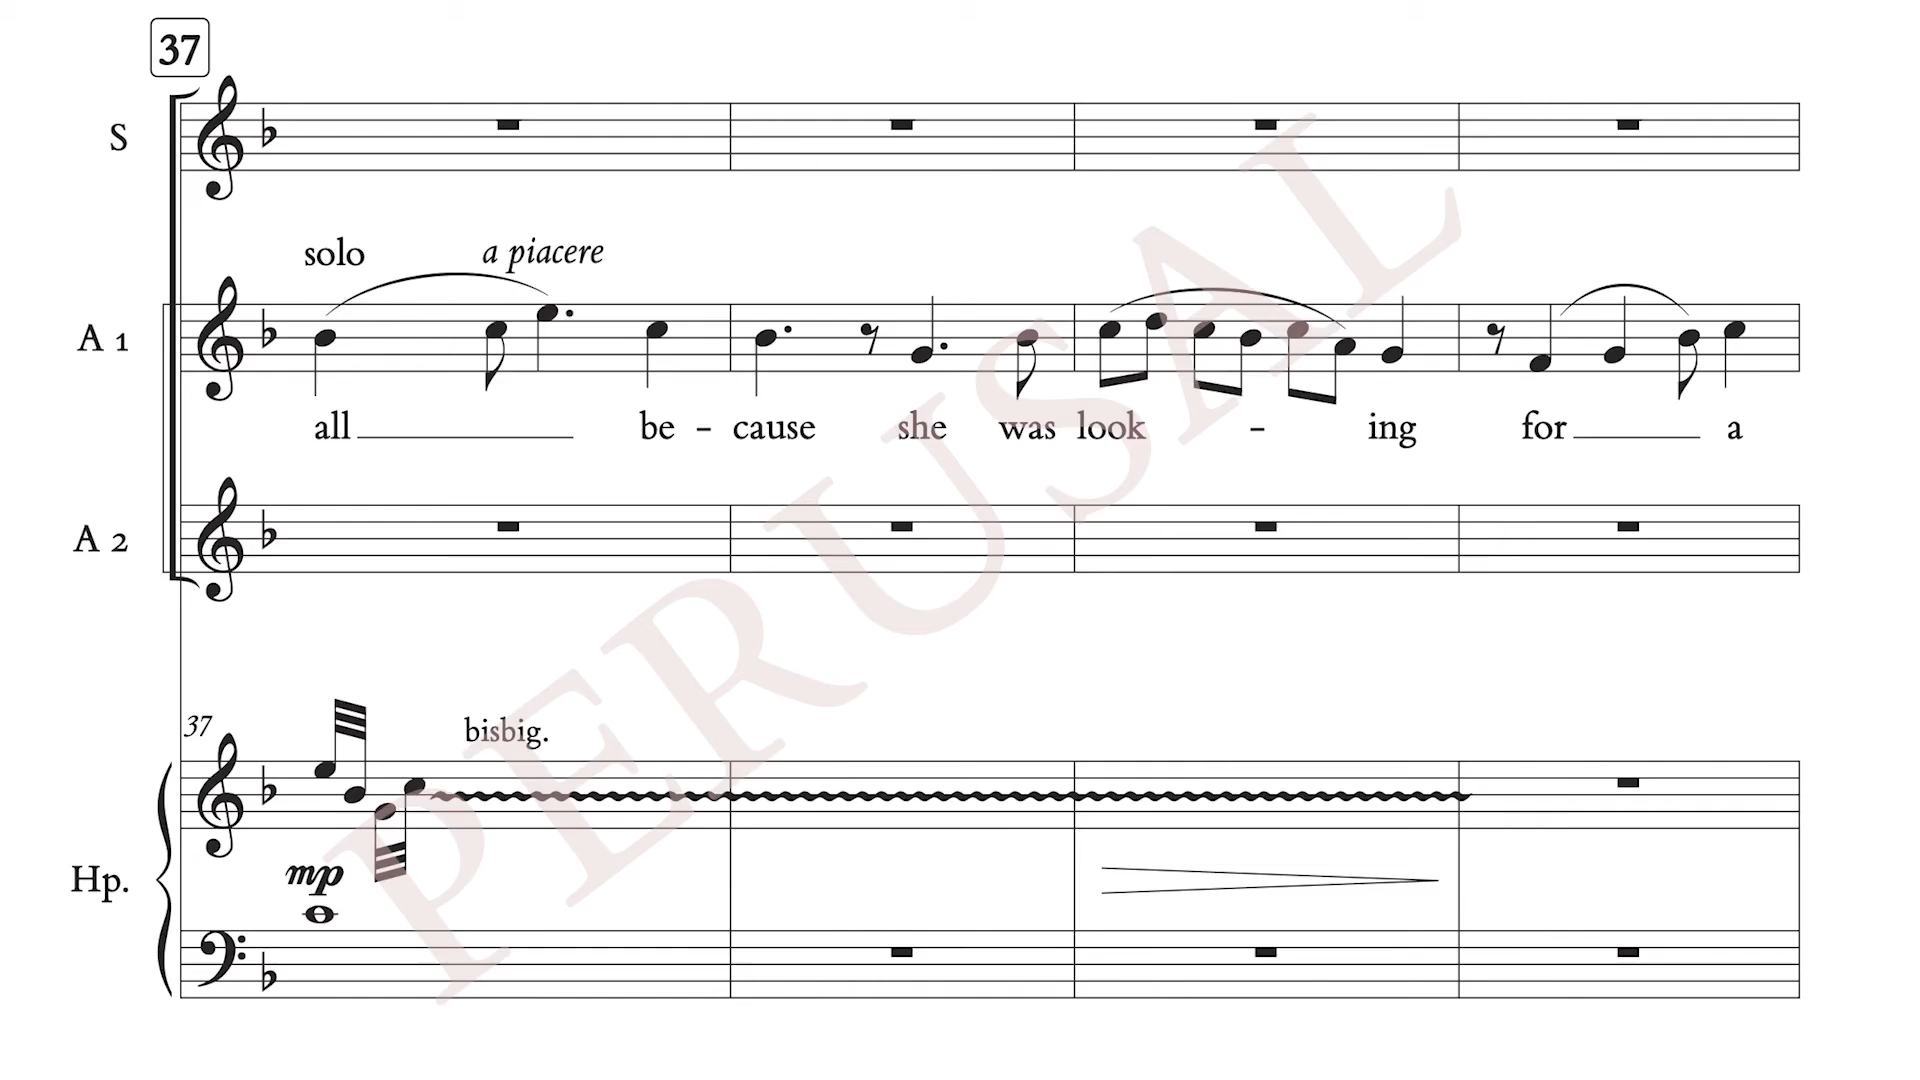 37
S
solo a piacere
A 1
all be - cause she was look - ing for a
A 2
37
bisbig.
Hp.
mp
PERUSAL